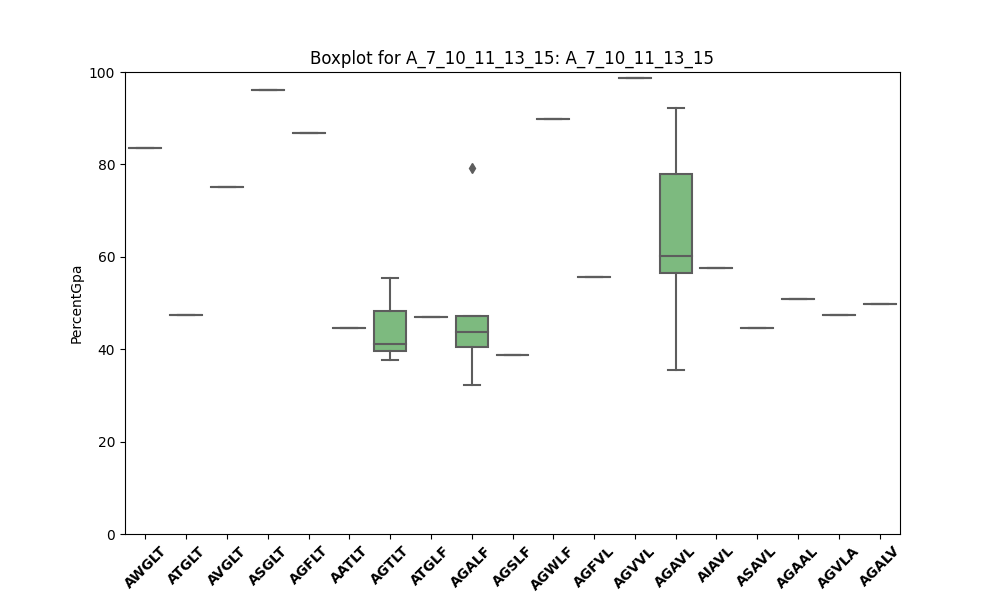 Boxplot for A_7_10_11_13_15: A_7_10_11_13_15
PercentGpa
100
80
60
40
20
0
AWGLT
ATGLT
AVGLT
ASGLT
AGFLT
AATLT
AGTLT
ATGLF
AGALF
AGSLF
AGWLF
AGFVL
AGVVL
AGAVL
AIAVL
ASAVL
AGAAL
AGVLA
AGALV